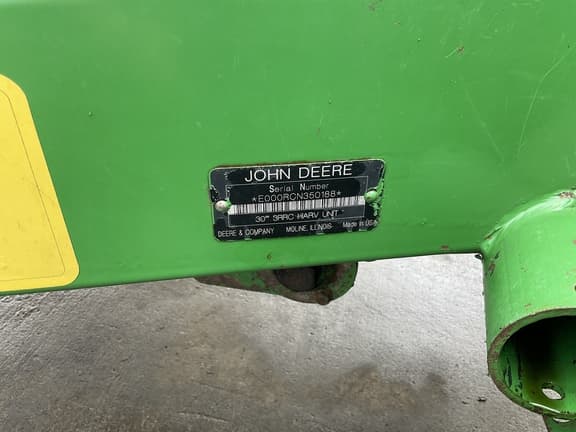 JOHN DEERE
Serial Number
*E000RCN350188*
30" 3RRC HARV UNIT
DEERE & COMPANY MOLINE, ILLINOIS Made in USA